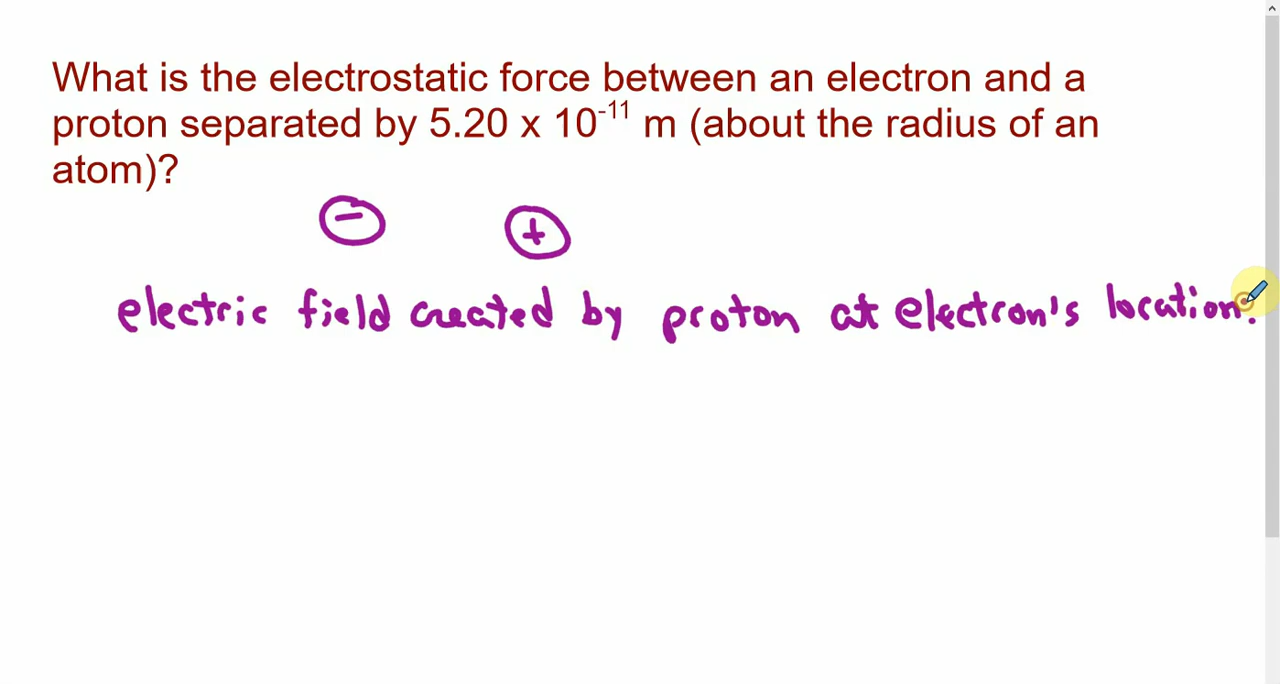 What is the electrostatic force between an electron and a
proton separated by 5.20 x 10⁻¹¹ m (about the radius of an
atom)?
− +
electric field created by proton at electron's location.